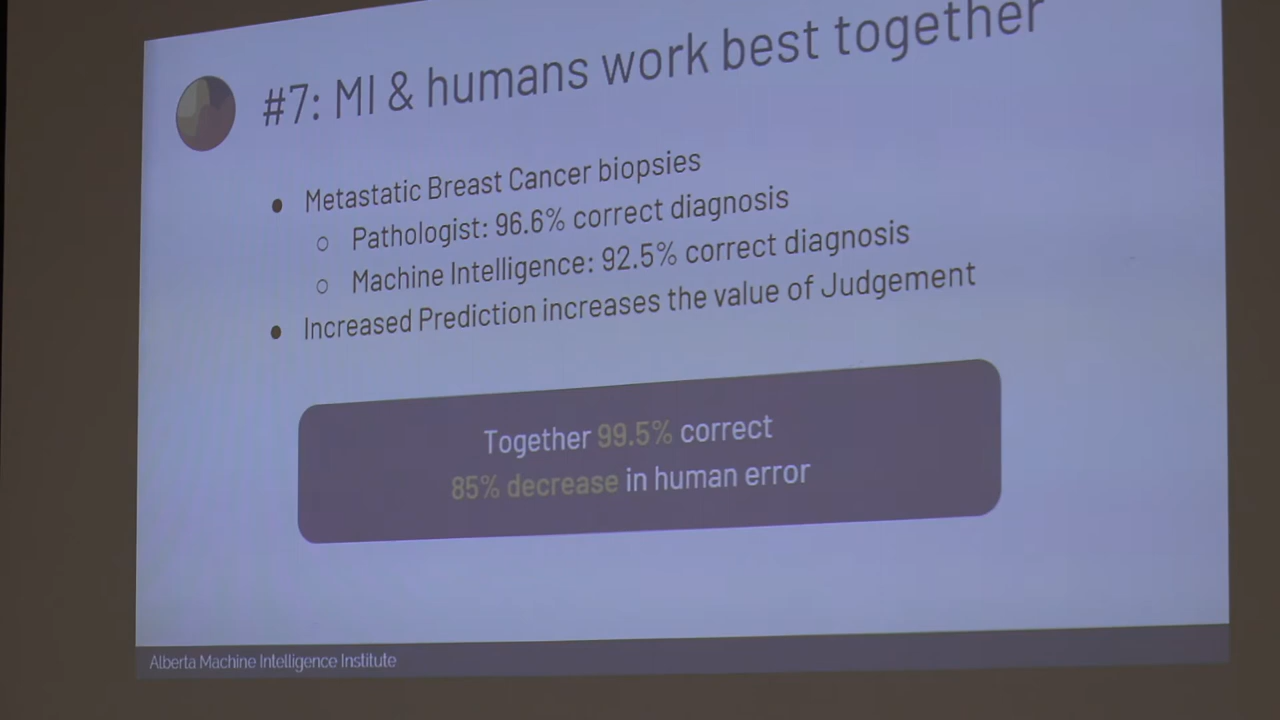 #7: MI & humans work best together
● Metastatic Breast Cancer biopsies
○ Pathologist: 96.6% correct diagnosis
○ Machine Intelligence: 92.5% correct diagnosis
● Increased Prediction increases the value of Judgement
Together 99.5% correct
85% decrease in human error
Alberta Machine Intelligence Institute